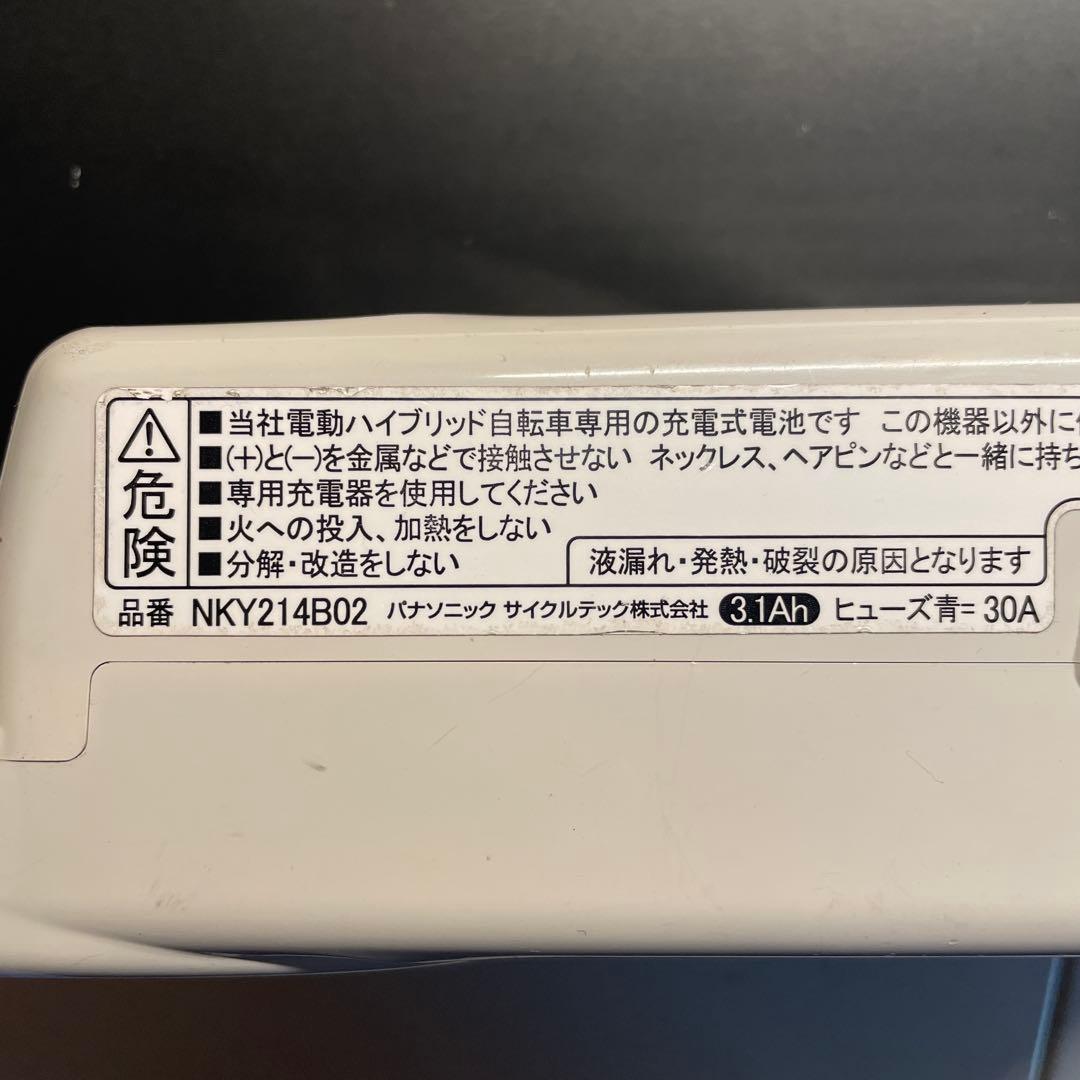 危険
■当社電動ハイブリッド自転車専用の充電式電池です この機器以外に
■(+)と(−)を金属などで接触させない ネックレス、ヘアピンなどと一緒に持ち
■専用充電器を使用してください
■火への投入、加熱をしない
■分解・改造をしない
液漏れ・発熱・破裂の原因となります
品番 NKY214B02 パナソニック サイクルテック株式会社 3.1Ah ヒューズ青= 30A